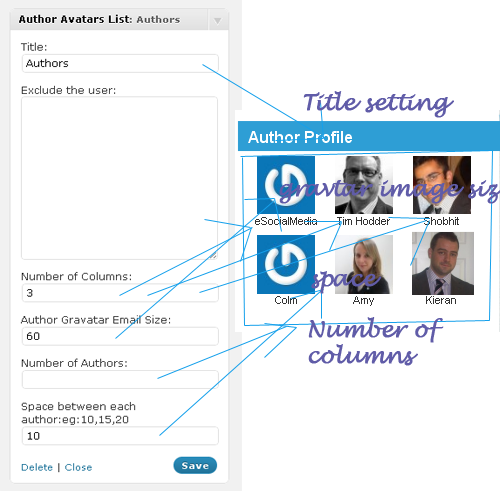 Author Avatars List: Authors
Title:
Authors
Exclude the user:
Number of Columns:
3
Author Gravatar Email Size:
60
Number of Authors:
Space between each
author:eg:10,15,20
10
Delete | Close
Save
Title setting
Author Profile
gravtar image siz
eSocialMedia
Tim Hodder
Shobhit
space
Colm
Amy
Kieran
Number of
columns